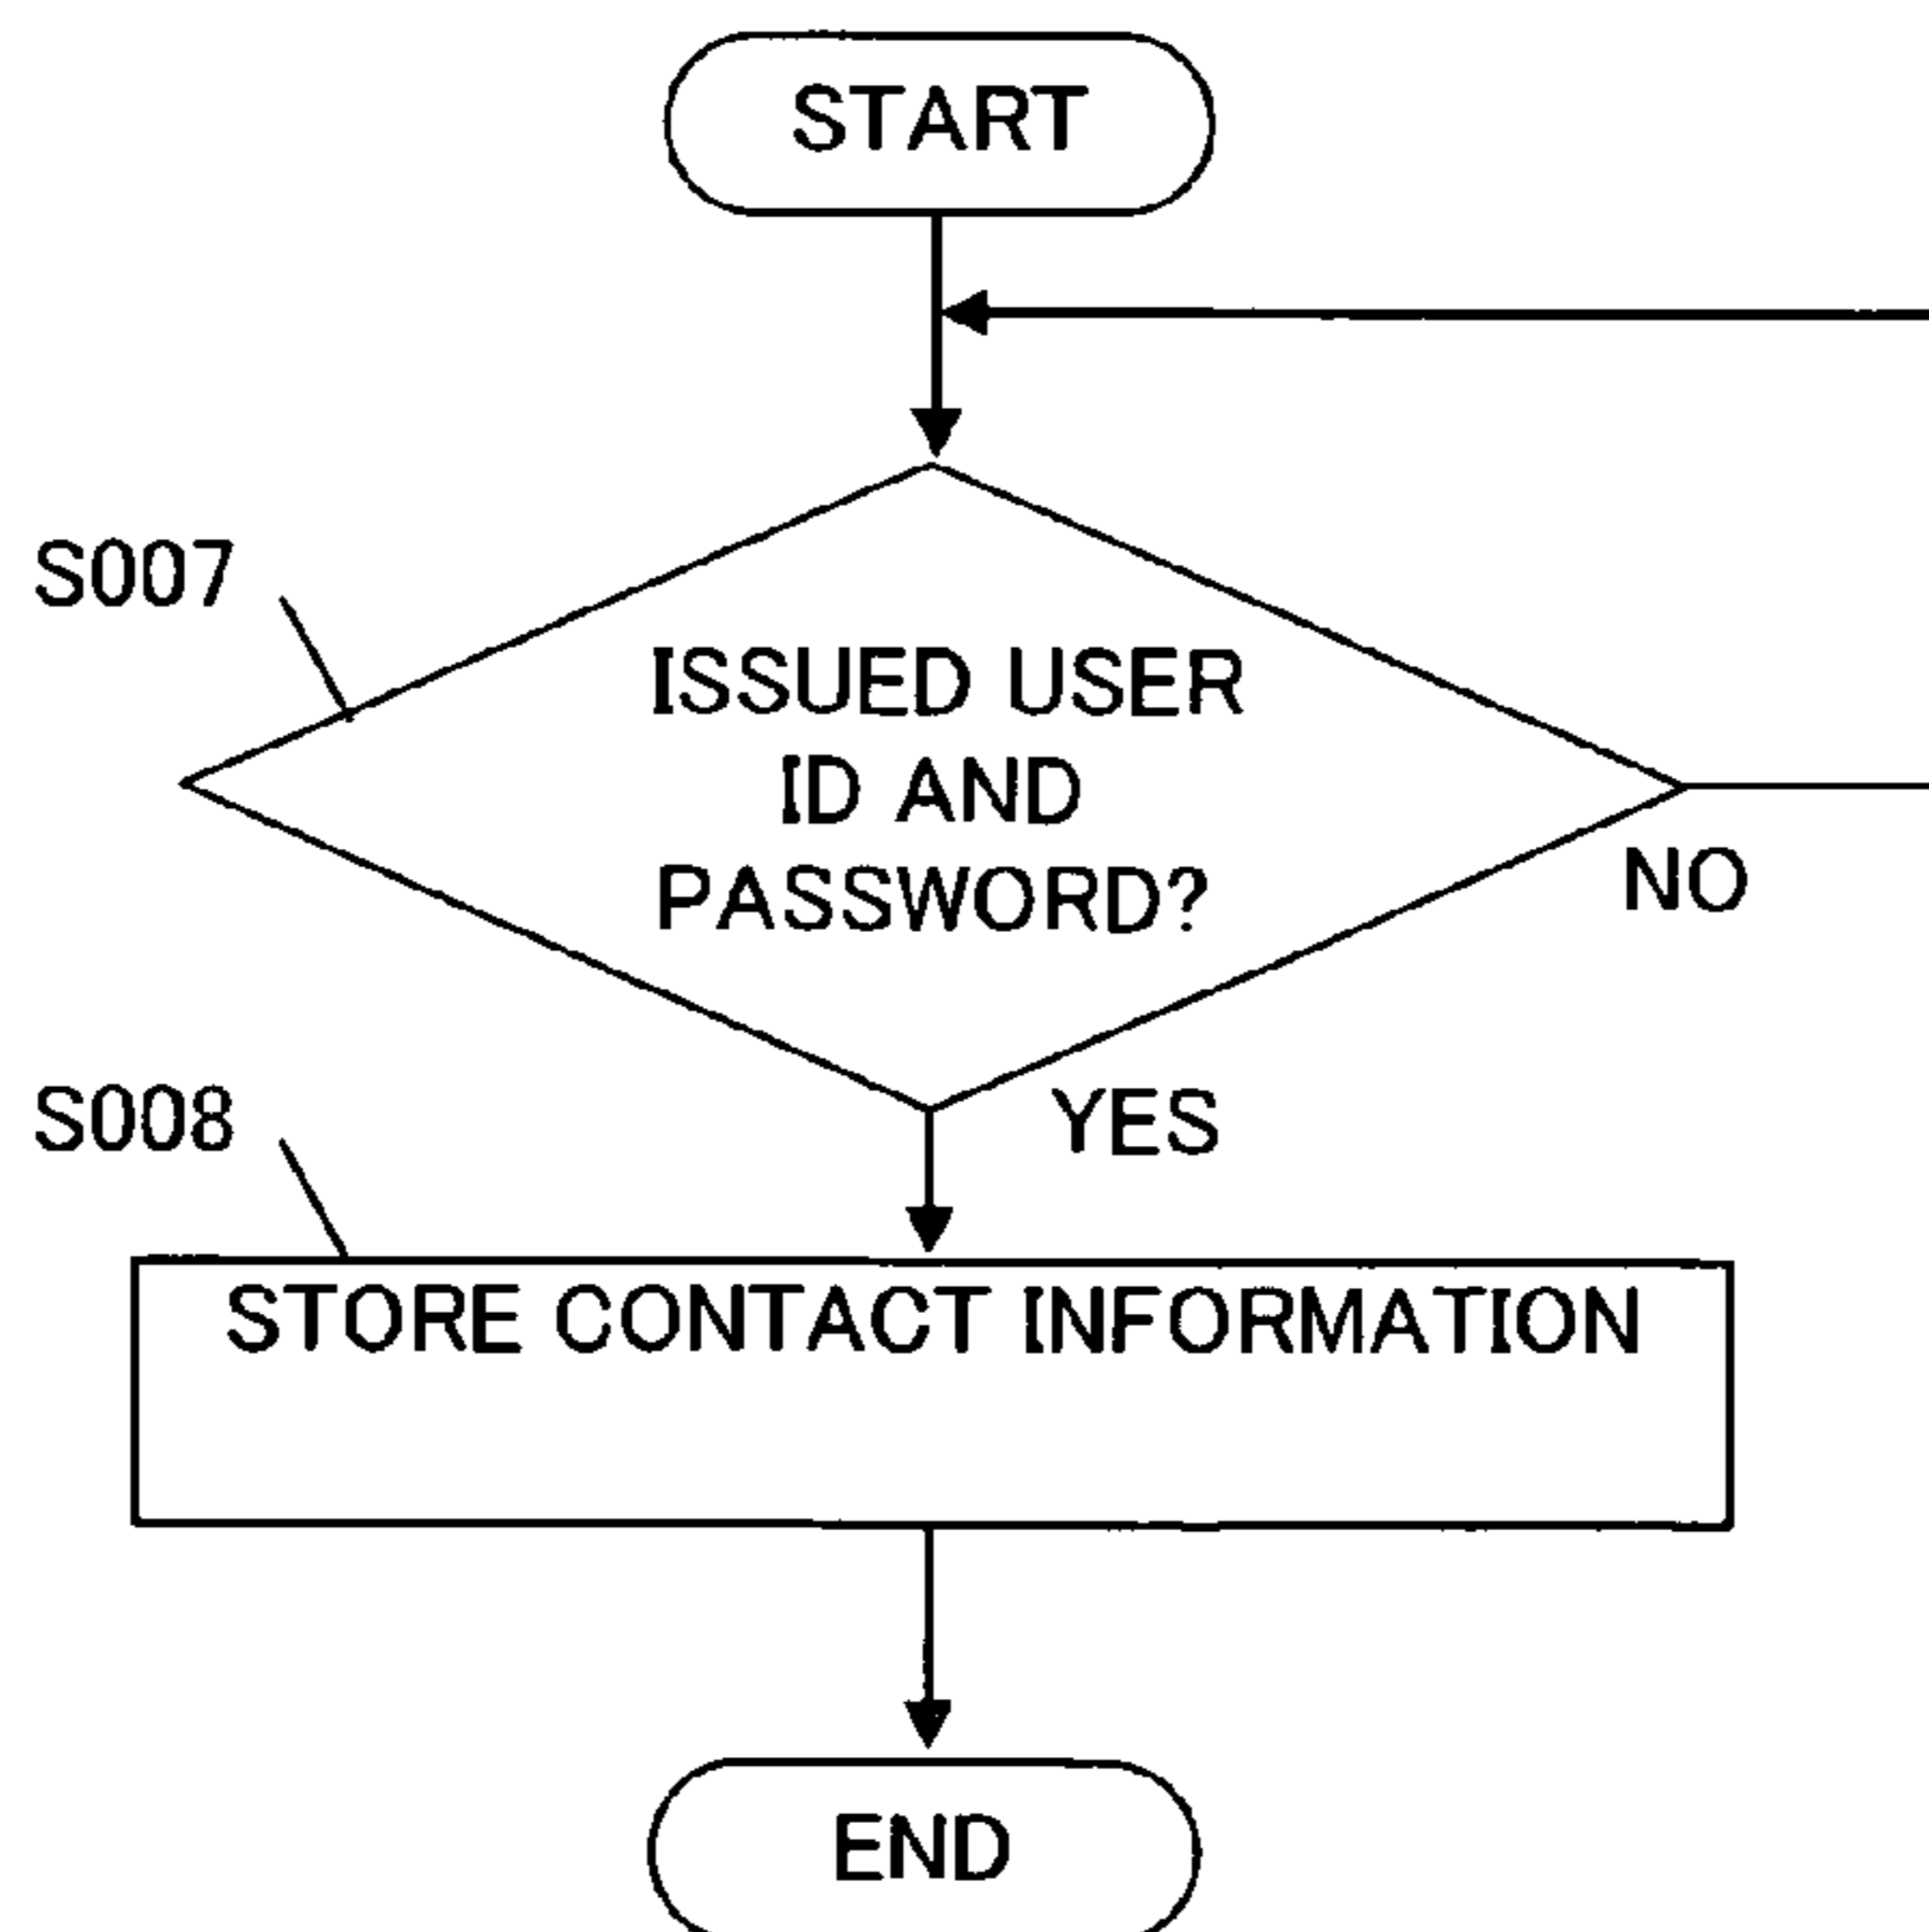 START
S007
ISSUED USER
ID AND
PASSWORD?
NO
S008
YES
STORE CONTACT INFORMATION
END